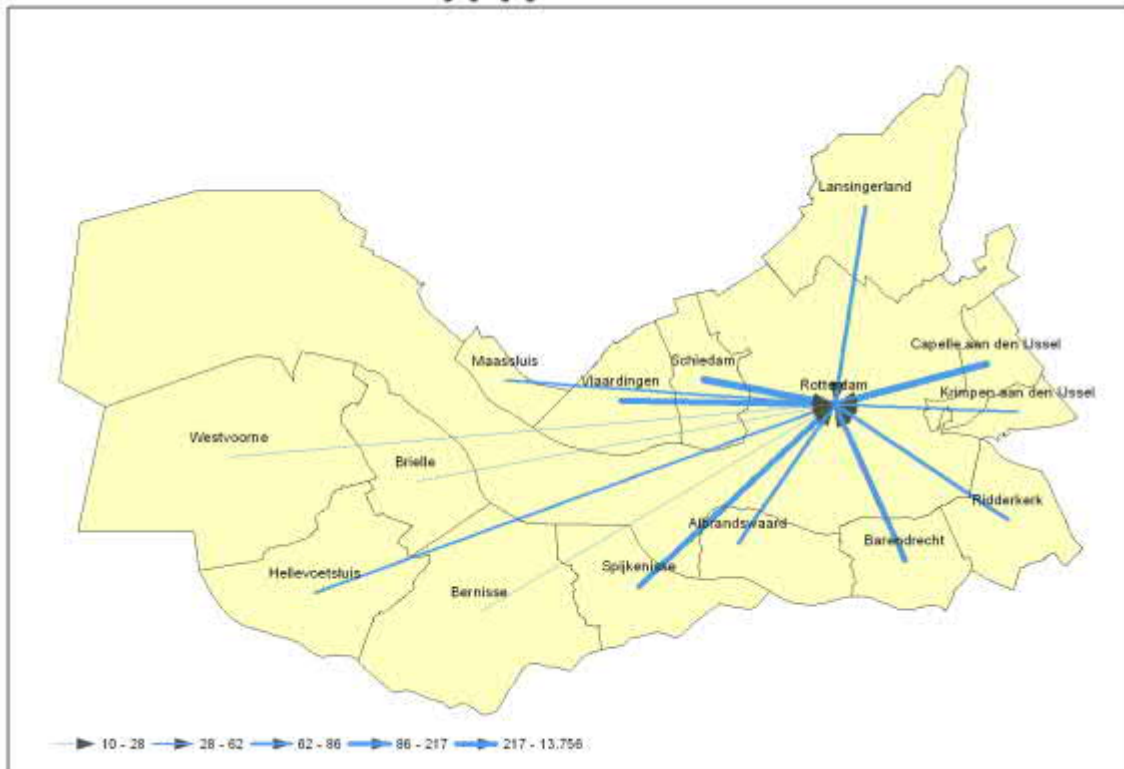 Lansingerland
Capelle aan den IJssel
Maassluis
Schiedam
Vlaardingen
Rotterdam
Krimpen aan den IJssel
Westvoorne
Brielle
Ridderkerk
Albrandswaard
Barendrecht
Hellevoetsluis
Spijkenisse
Bernisse
10 - 28 28 - 62 62 - 86 86 - 217 217 - 13.756